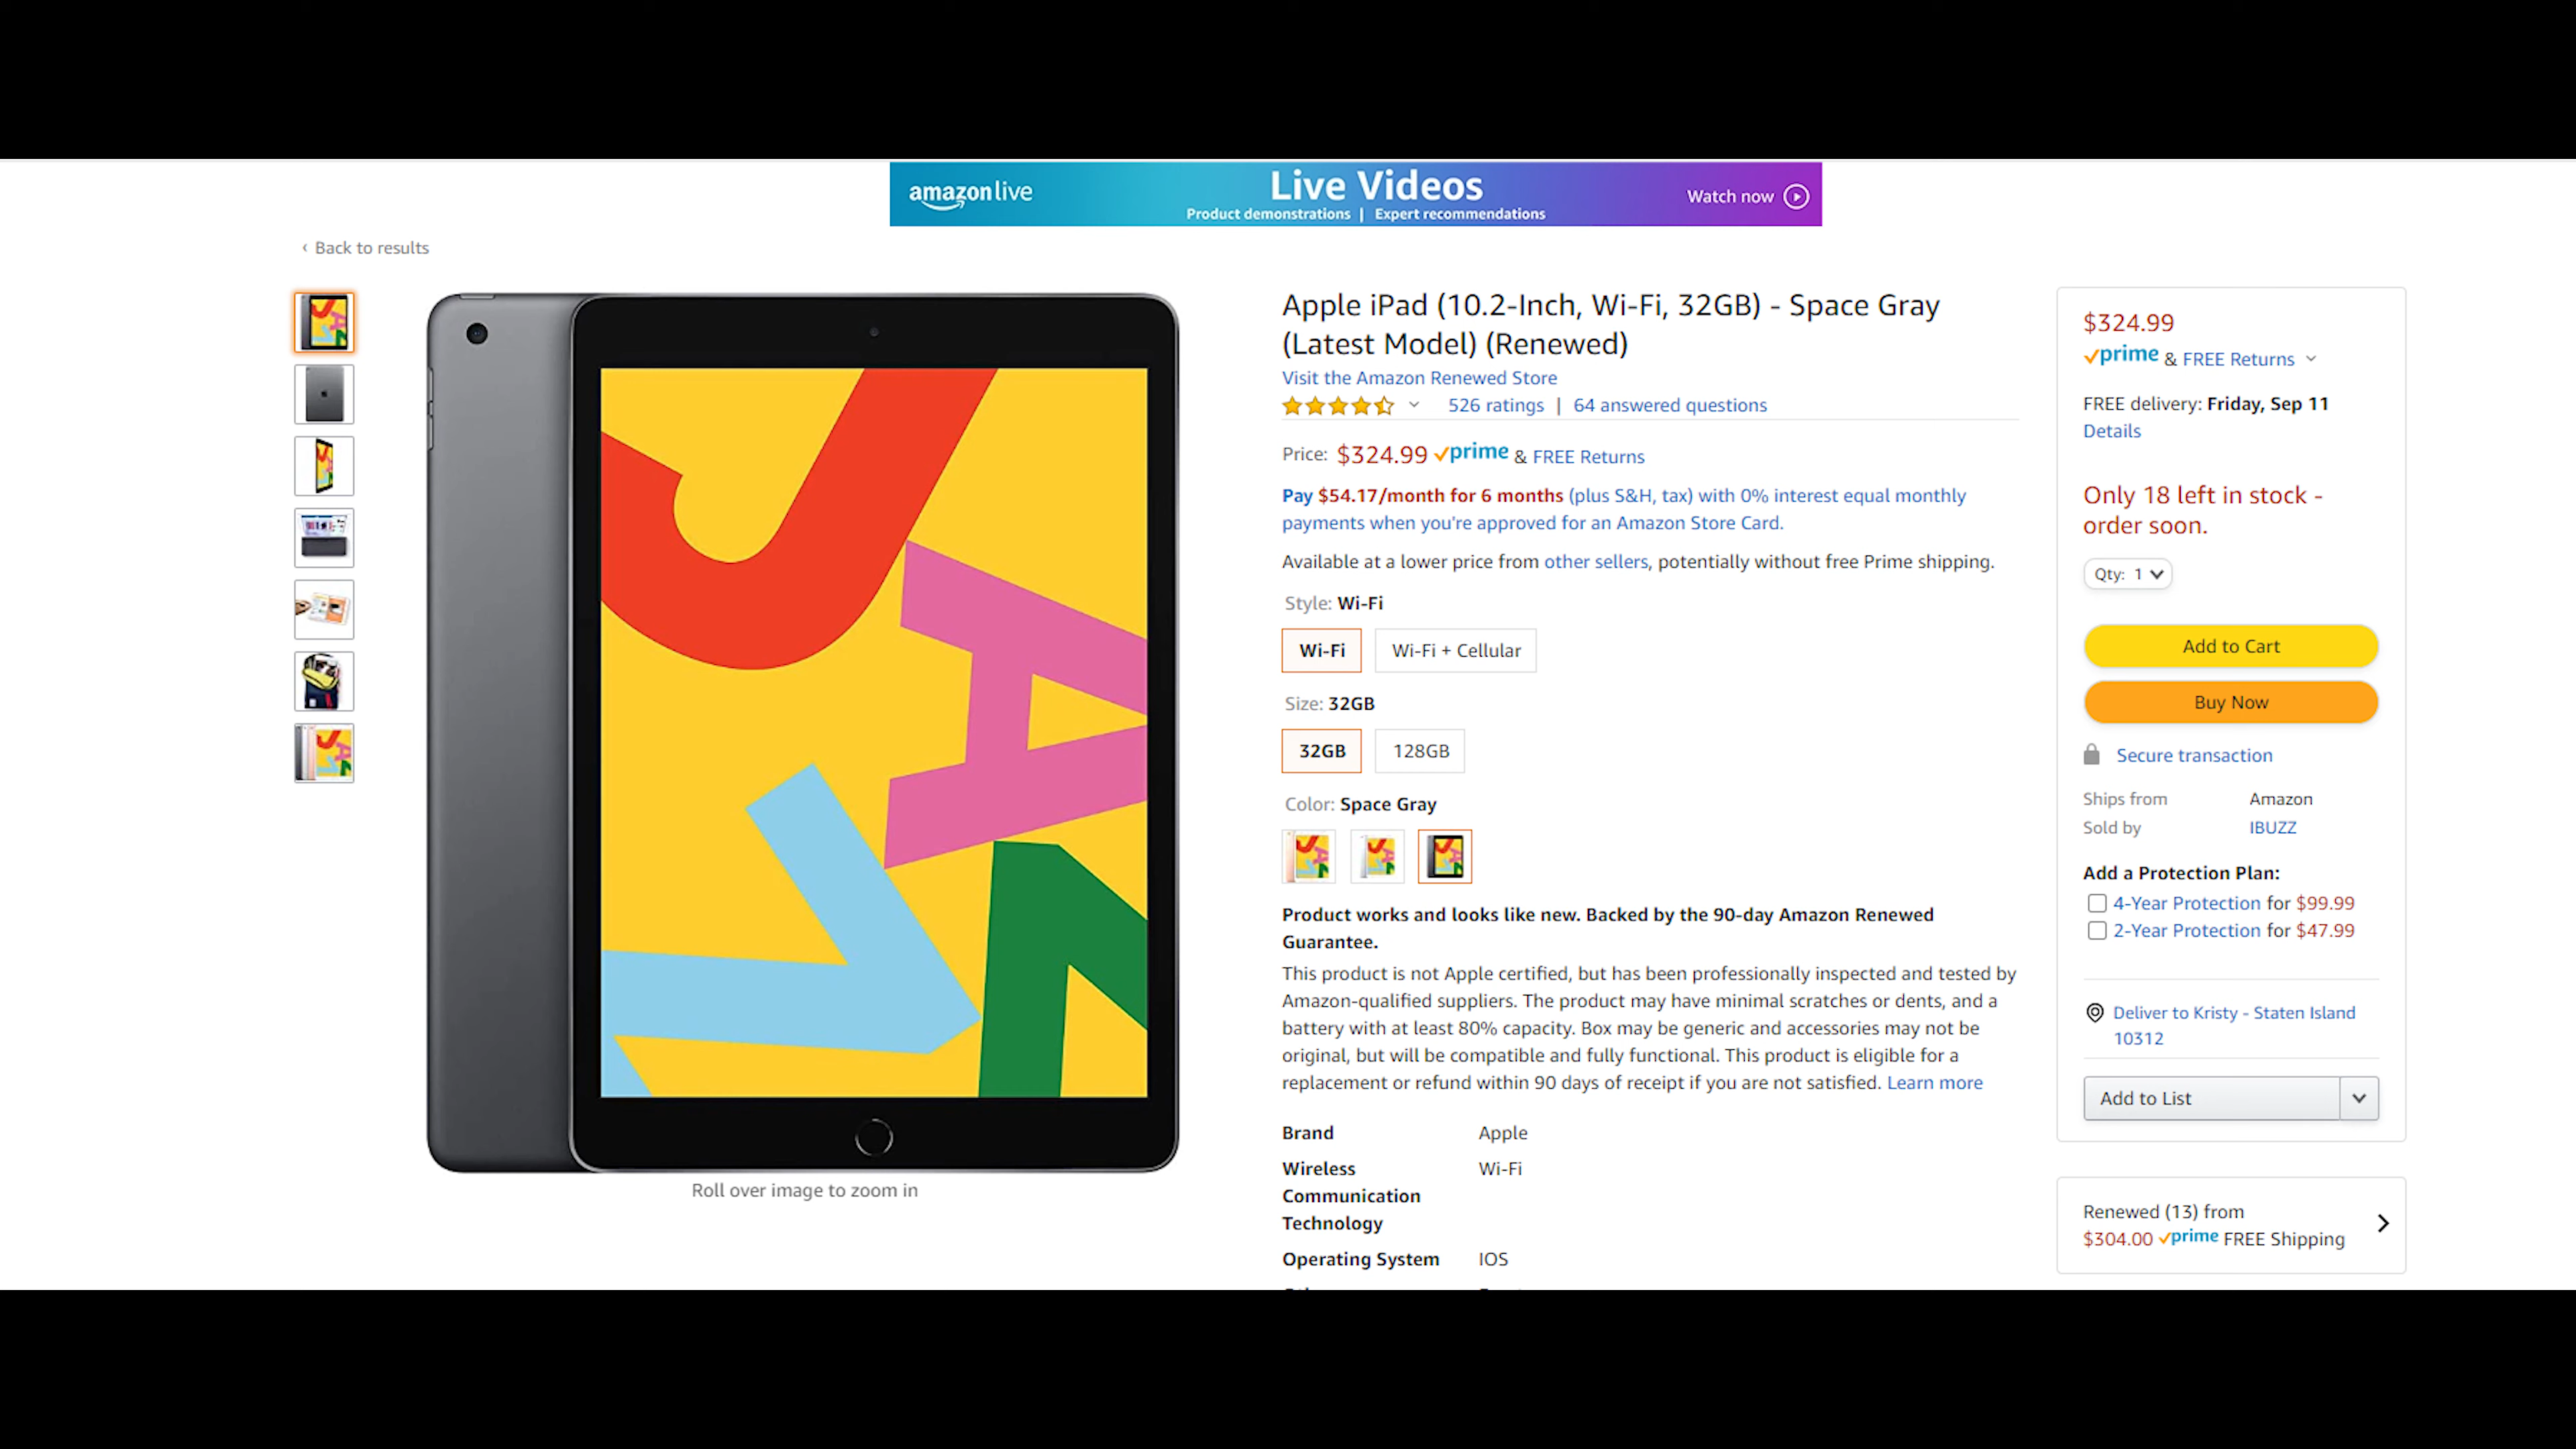 amazonlive
Live Videos
Product demonstrations | Expert recommendations
Watch now
‹ Back to results
Roll over image to zoom in
Apple iPad (10.2-Inch, Wi-Fi, 32GB) - Space Gray
(Latest Model) (Renewed)
Visit the Amazon Renewed Store
526 ratings | 64 answered questions
Price: $324.99 prime & FREE Returns
Pay $54.17/month for 6 months (plus S&H, tax) with 0% interest equal monthly
payments when you're approved for an Amazon Store Card.
Available at a lower price from other sellers, potentially without free Prime shipping.
Style: Wi-Fi
Wi-Fi
Wi-Fi + Cellular
Size: 32GB
32GB
128GB
Color: Space Gray
Product works and looks like new. Backed by the 90-day Amazon Renewed
Guarantee.
This product is not Apple certified, but has been professionally inspected and tested by
Amazon-qualified suppliers. The product may have minimal scratches or dents, and a
battery with at least 80% capacity. Box may be generic and accessories may not be
original, but will be compatible and fully functional. This product is eligible for a
replacement or refund within 90 days of receipt if you are not satisfied. Learn more
Brand Apple
Wireless Wi-Fi
Communication
Technology
Operating System IOS
$324.99
prime & FREE Returns
FREE delivery: Friday, Sep 11
Details
Only 18 left in stock -
order soon.
Qty: 1
Add to Cart
Buy Now
Secure transaction
Ships from Amazon
Sold by IBUZZ
Add a Protection Plan:
4-Year Protection for $99.99
2-Year Protection for $47.99
Deliver to Kristy - Staten Island
10312
Add to List
Renewed (13) from
$304.00 prime FREE Shipping